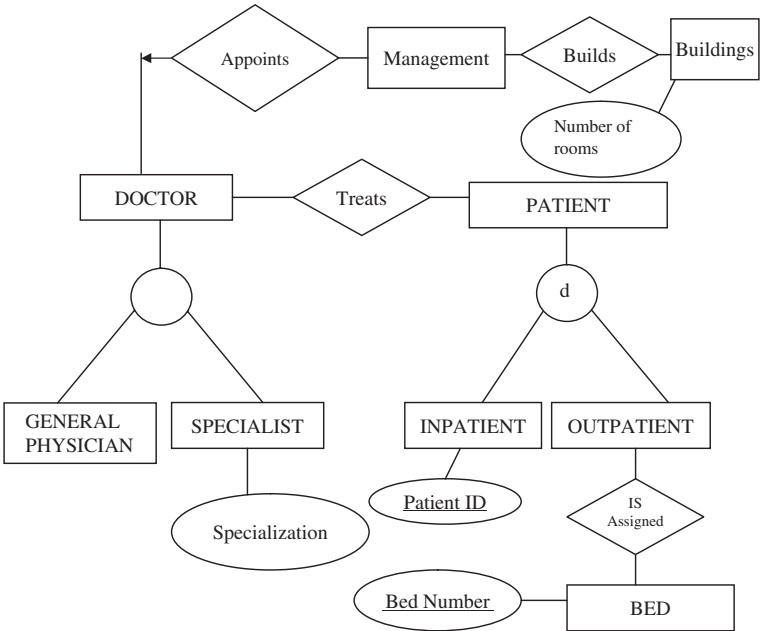 Appoints
Management
Builds
Buildings
Number of
rooms
DOCTOR
Treats
PATIENT
d
GENERAL
PHYSICIAN
SPECIALIST
INPATIENT
OUTPATIENT
Specialization
Patient ID
IS
Assigned
Bed Number
BED